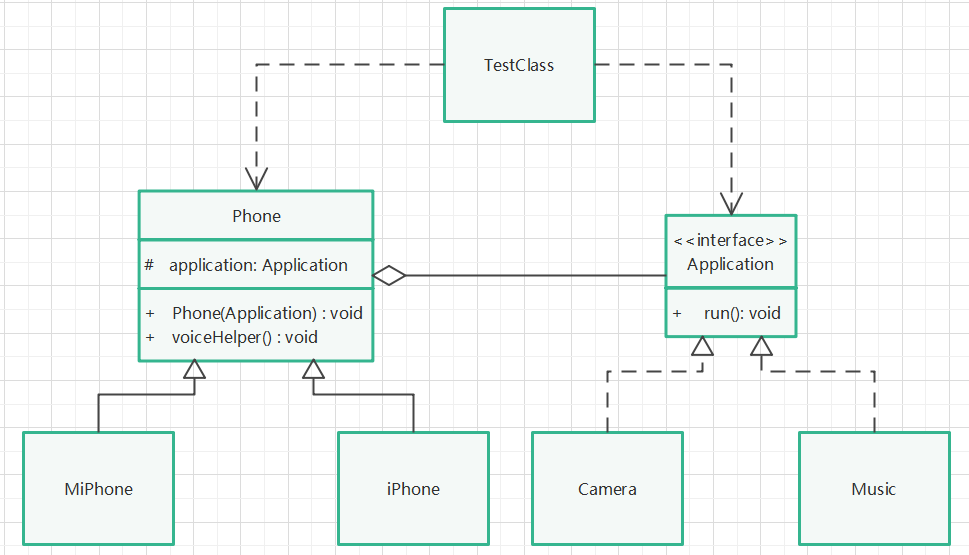 TestClass
Phone
# application: Application
+ Phone(Application) : void
+ voiceHelper() : void
<<interface>>
Application
+ run(): void
MiPhone
iPhone
Camera
Music